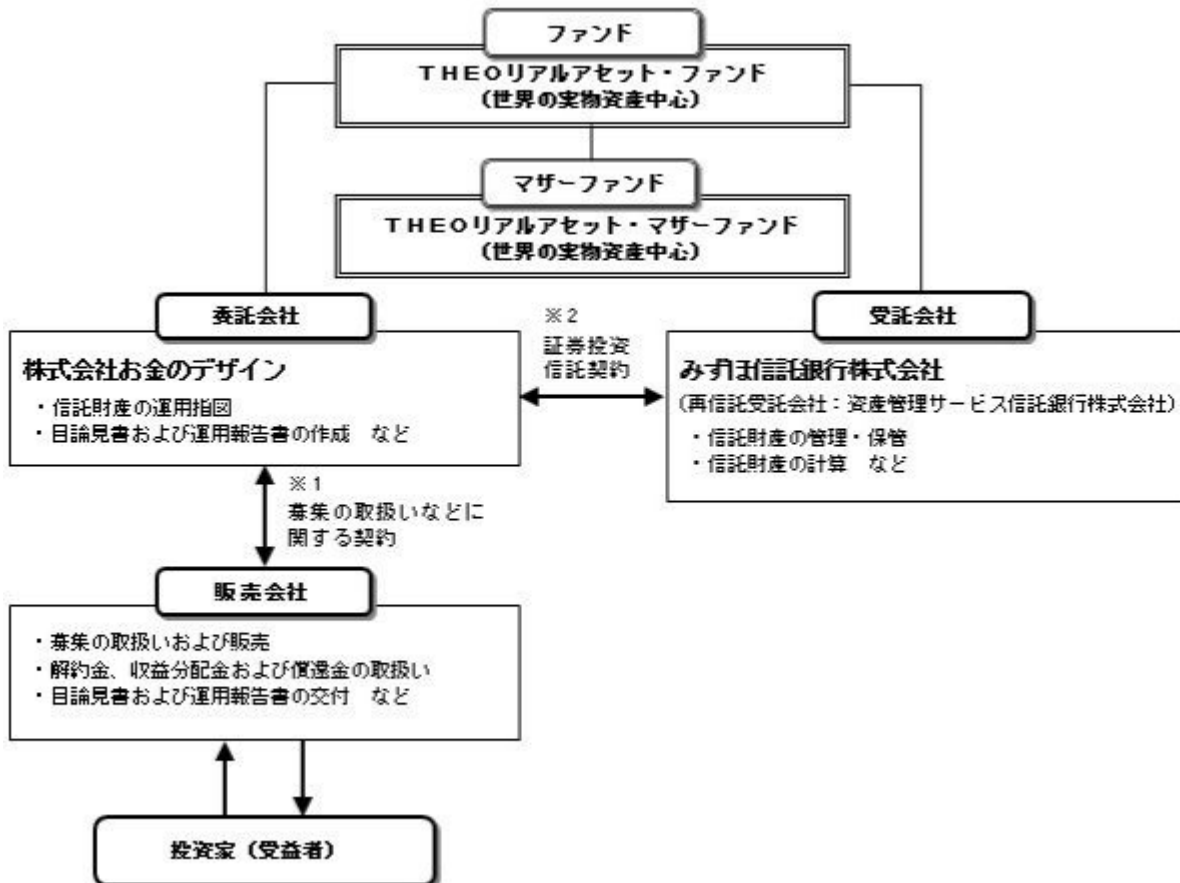 ファンド
THEOリアルアセット・ファンド
(世界の実物資産中心)
マザーファンド
THEOリアルアセット・マザーファンド
(世界の実物資産中心)
委託会社
株式会社お金のデザイン
・信託財産の運用指図
・目論見書および運用報告書の作成　など
※2
証券投資
信託契約
受託会社
みずほ信託銀行株式会社
(再信託受託会社：資産管理サービス信託銀行株式会社)
・信託財産の管理・保管
・信託財産の計算　など
※1
募集の取扱いなどに
関する契約
販売会社
・募集の取扱いおよび販売
・解約金、収益分配金および償還金の取扱い
・目論見書および運用報告書の交付　など
投資家（受益者）